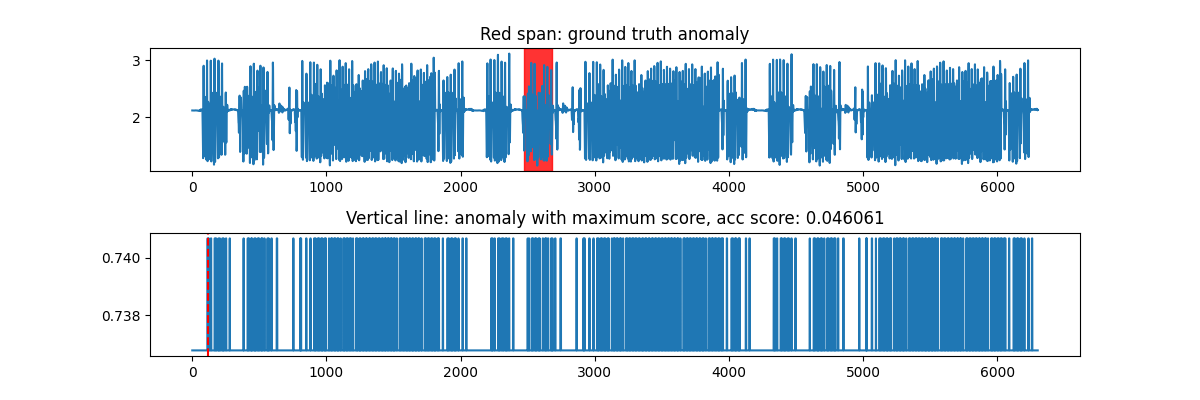 Red span: ground truth anomaly
3
2
0 1000 2000 3000 4000 5000 6000
Vertical line: anomaly with maximum score, acc score: 0.046061
0.740
0.738
0 1000 2000 3000 4000 5000 6000